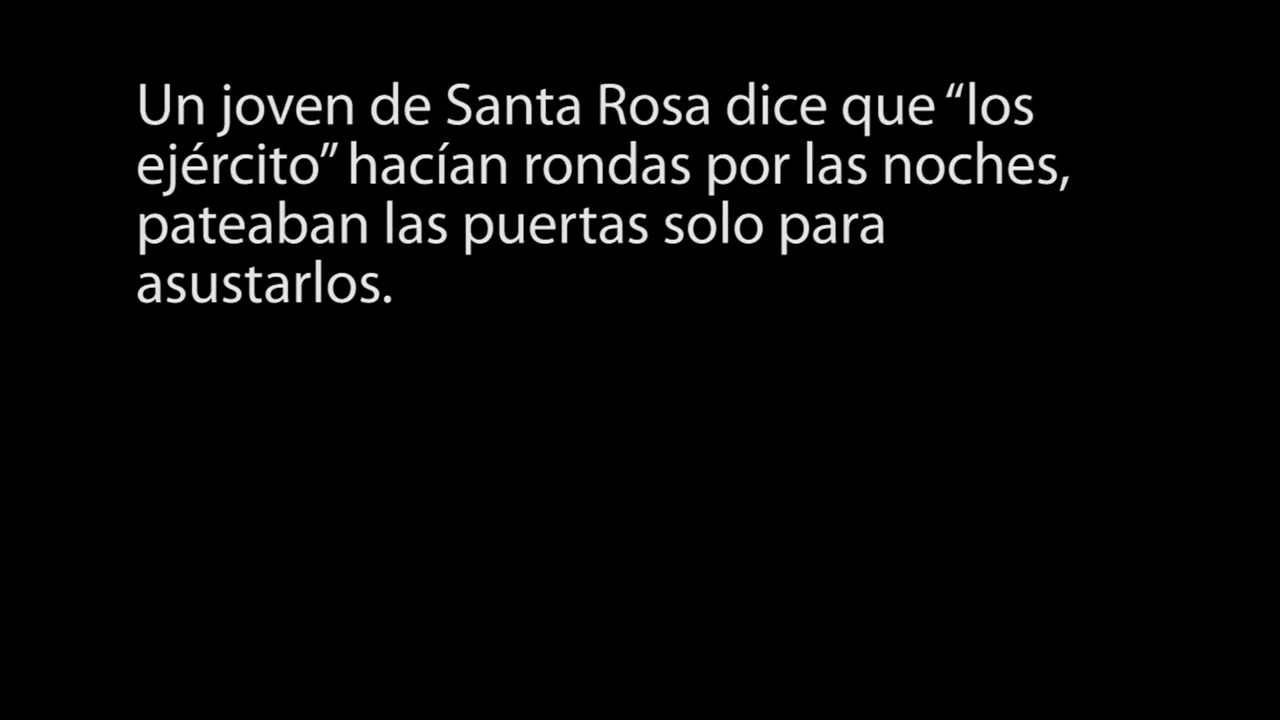 Un joven de Santa Rosa dice que “los
ejército” hacían rondas por las noches,
pateaban las puertas solo para
asustarlos.